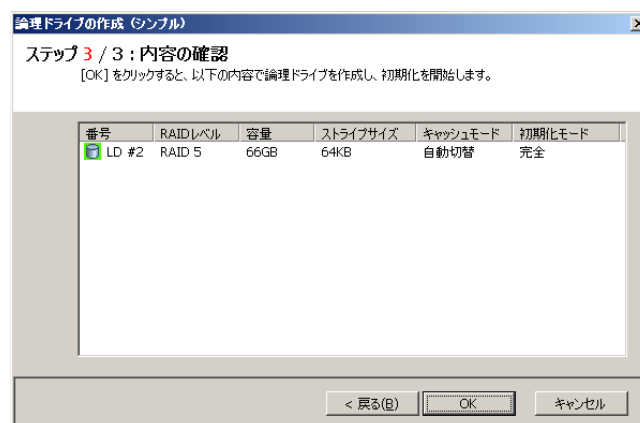 論理ドライブの作成 (シンプル)
ステップ 3 / 3 : 内容の確認
[OK] をクリックすると、以下の内容で論理ドライブを作成し、初期化を開始します。
番号 RAIDレベル 容量 ストライプサイズ キャッシュモード 初期化モード
LD #2 RAID 5 66GB 64KB 自動切替 完全
< 戻る(B) OK キャンセル